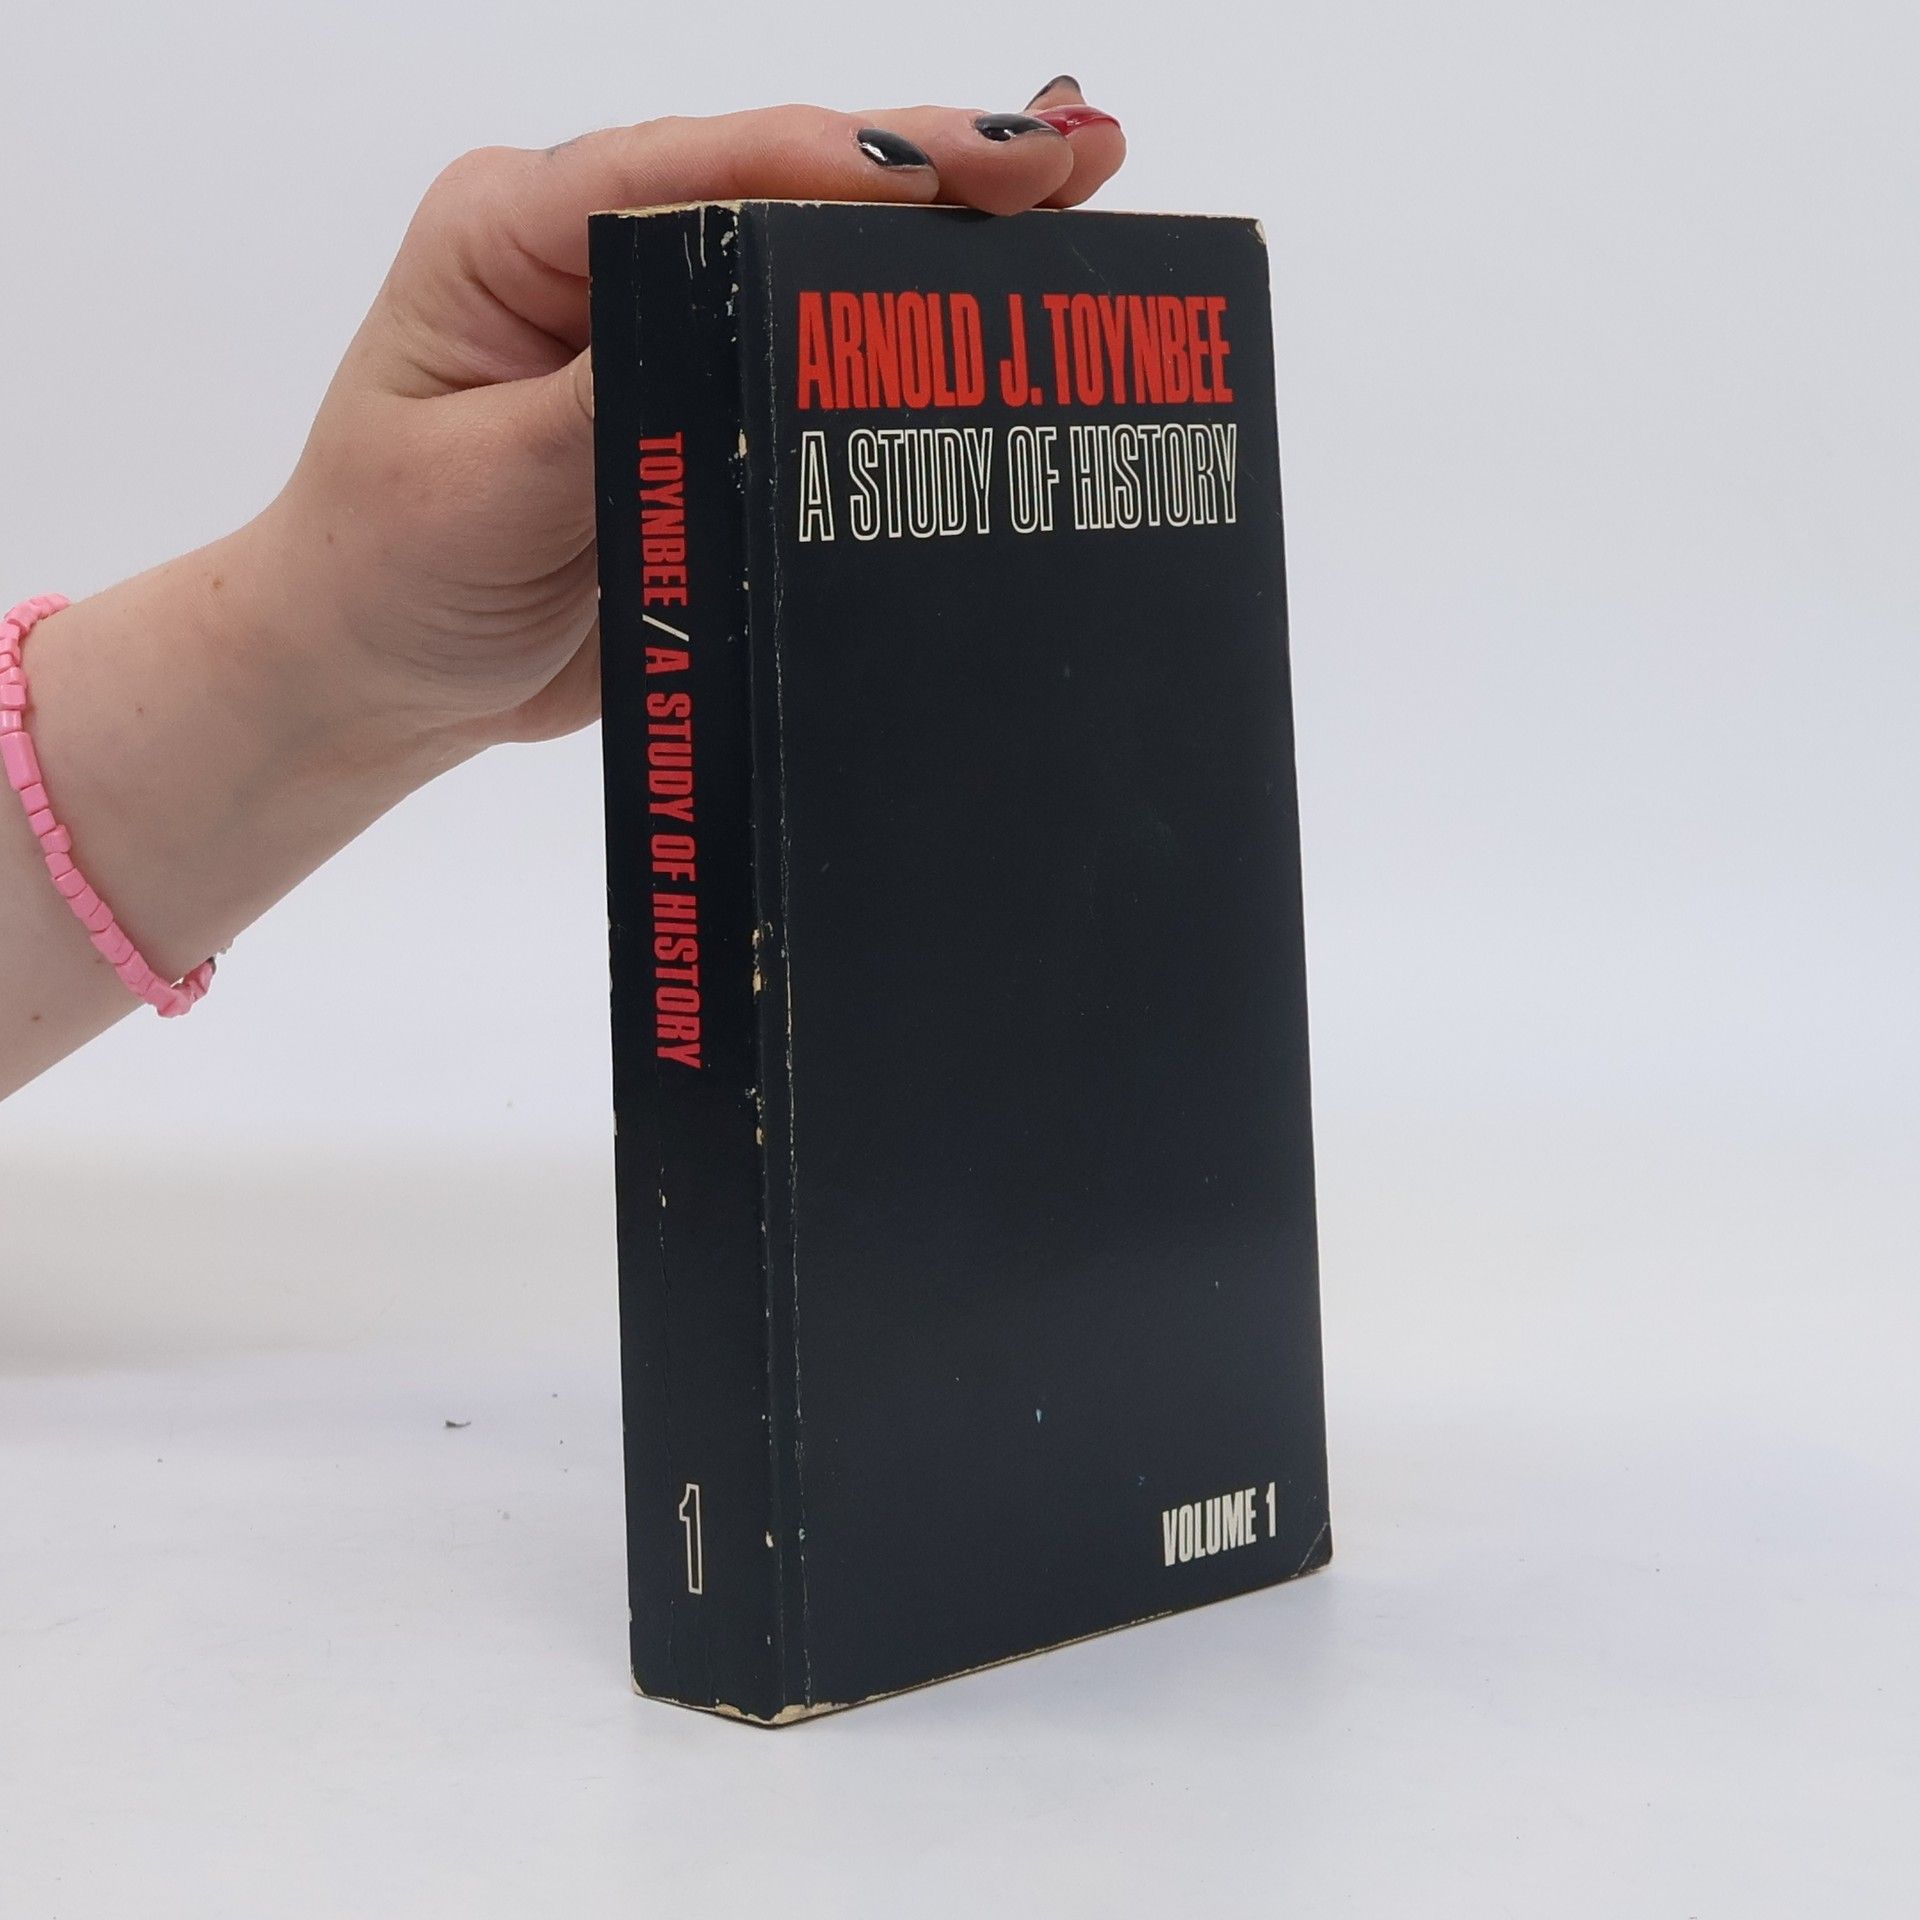 ARNOLD J. TOYNBEE
A STUDY OF HISTORY
VOLUME 1
TOYNBEE / A STUDY OF HISTORY
1